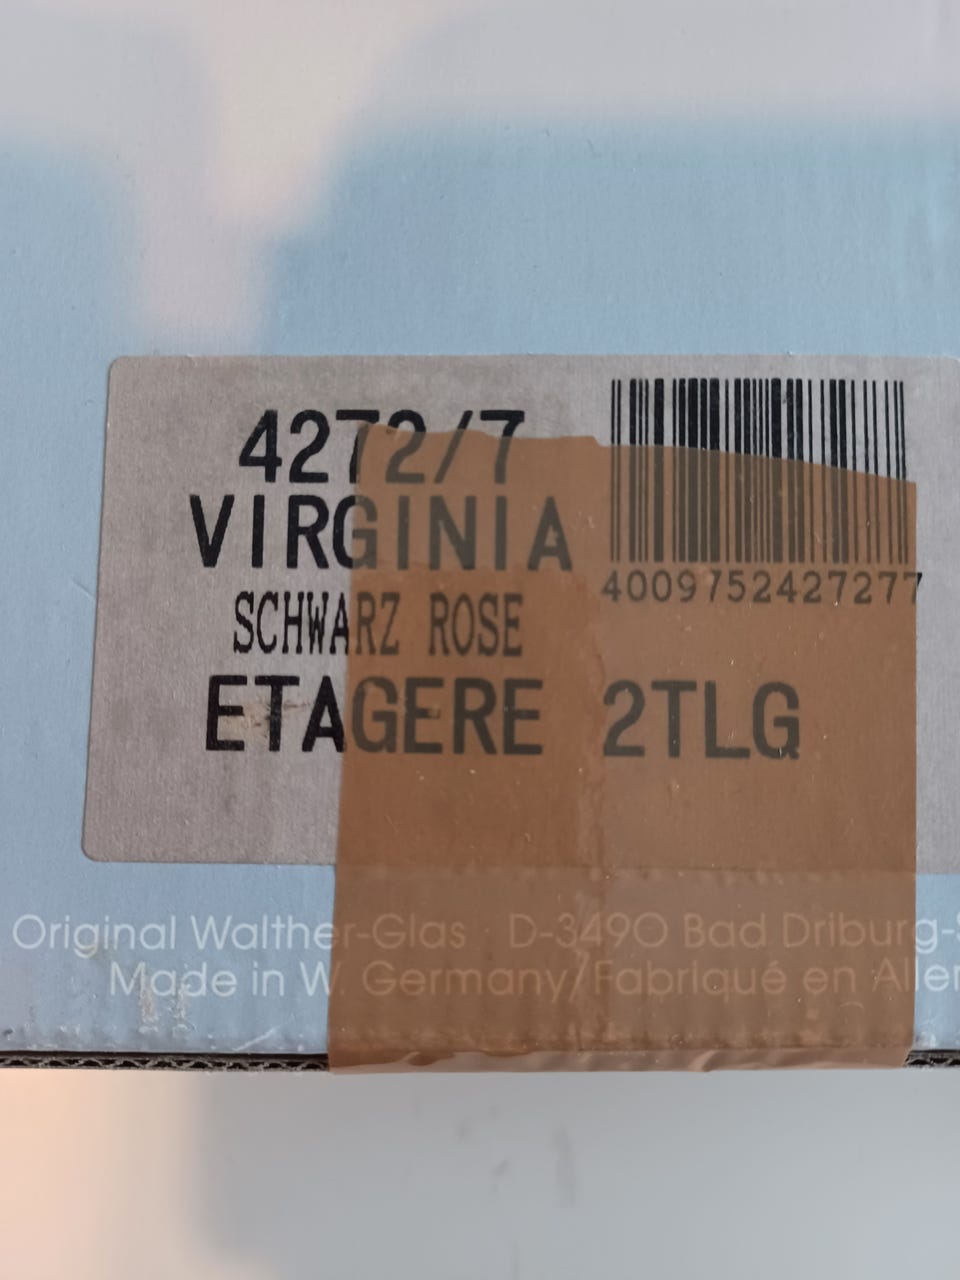 4272/7
VIRGINIA
SCHWARZ ROSE
ETAGERE 2TLG
4009752427277
Original Walther-Glas · D-3490 Bad Driburg-
Made in W. Germany/Fabriqué en